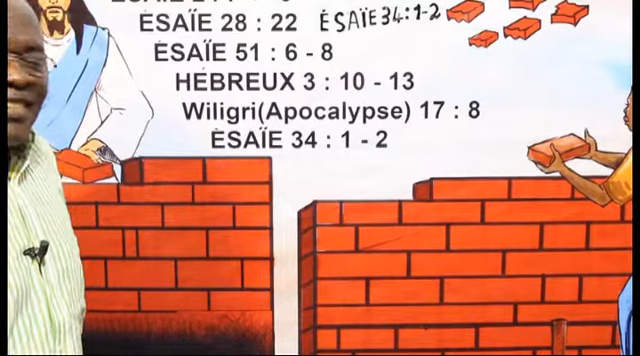 ÉSAÏE 28 : 22 ÉSAÏE 34:1-2
ÉSAÏE 51 : 6 - 8
HÉBREUX 3 : 10 - 13
Wiligri(Apocalypse) 17 : 8
ÉSAÏE 34 : 1 - 2